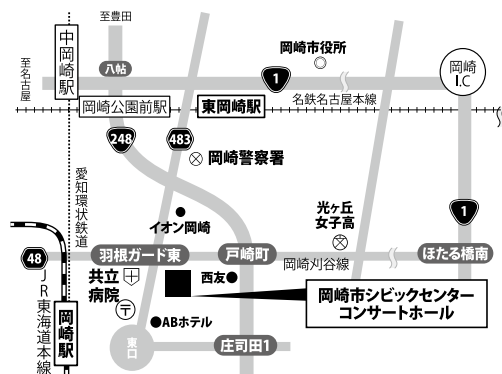 至豊田
中岡崎駅
八帖
岡崎市役所
岡崎
I.C
至名古屋
1
名鉄名古屋本線
岡崎公園前駅
東岡崎駅
248
483
岡崎警察署
愛知環状鉄道
イオン岡崎
光ヶ丘
女子高
1
48
羽根ガード東
戸崎町
岡崎刈谷線
ほたる橋南
共立
病院
西友
岡崎市シビックセンター
コンサートホール
JR東海道本線
岡崎駅
ABホテル
東口
庄司田1